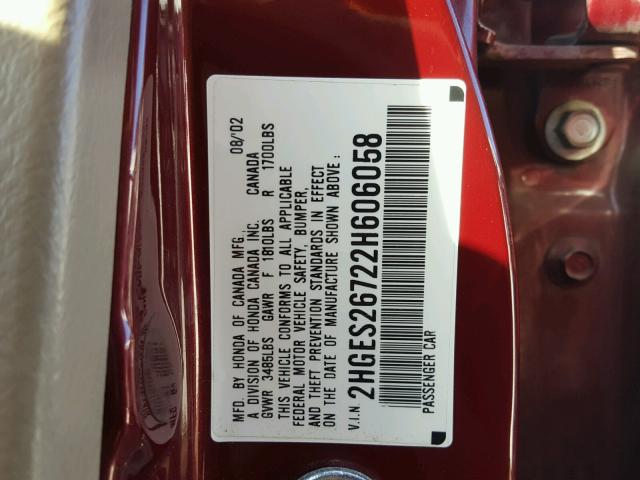 MFD. BY HONDA OF CANADA MFG. 08/02
A DIVISION OF HONDA CANADA INC. CANADA
GVWR 3485LBS GAWR F 1810LBS R 1700LBS
THIS VEHICLE CONFORMS TO ALL APPLICABLE
FEDERAL MOTOR VEHICLE SAFETY, BUMPER,
AND THEFT PREVENTION STANDARDS IN EFFECT
ON THE DATE OF MANUFACTURE SHOWN ABOVE:
V.I.N. 2HGES26722H606058
PASSENGER CAR